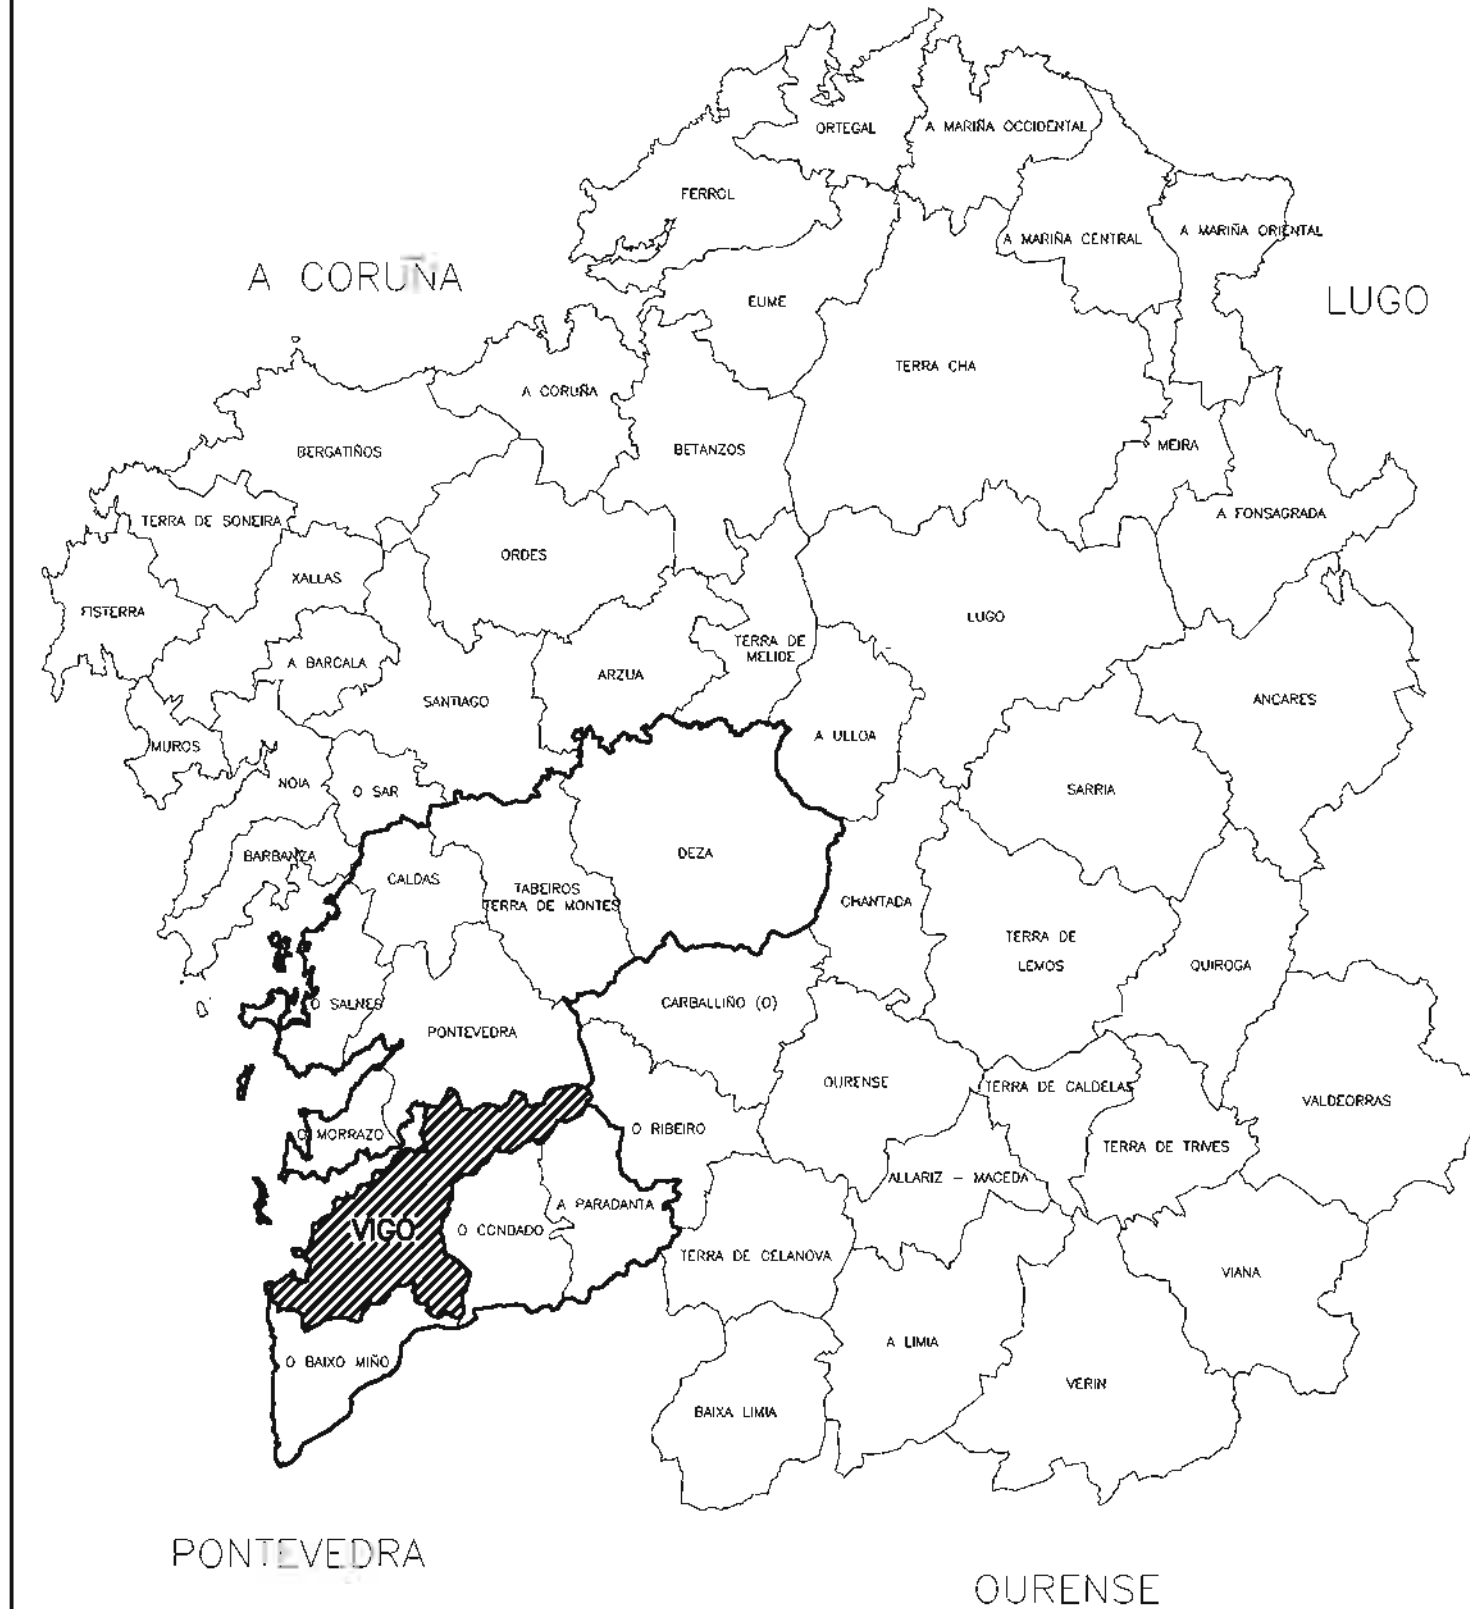 ORTEGAL
A MARIÑA OCCIDENTAL
FERROL
A MARIÑA CENTRAL
A MARIÑA ORIENTAL
A CORUÑA
EUME
LUGO
TERRA CHA
A CORUÑA
BERGATIÑOS
BETANZOS
MEIRA
TERRA DE SONEIRA
A FONSAGRADA
ORDES
XALLAS
FISTERRA
LUGO
TERRA DE
MELIDE
A BARCALA
ARZUA
SANTIAGO
ANCARES
MUROS
A ULLOA
NOIA
O SAR
SARRIA
BARBANZA
DEZA
CALDAS
TABEIROS
TERRA DE MONTES
CHANTADA
TERRA DE
LEMOS
QUIROGA
O SALNES
CARBALLIÑO (O)
PONTEVEDRA
OURENSE
TERRA DE CALDELAS
VALDEORRAS
O MORRAZO
O RIBEIRO
TERRA DE TRIVES
ALLARIZ – MACEDA
A PARADANTA
VIGO
O CONDADO
TERRA DE CELANOVA
VIANA
A LIMIA
O BAIXO MIÑO
VERIN
BAIXA LIMIA
PONTEVEDRA
OURENSE